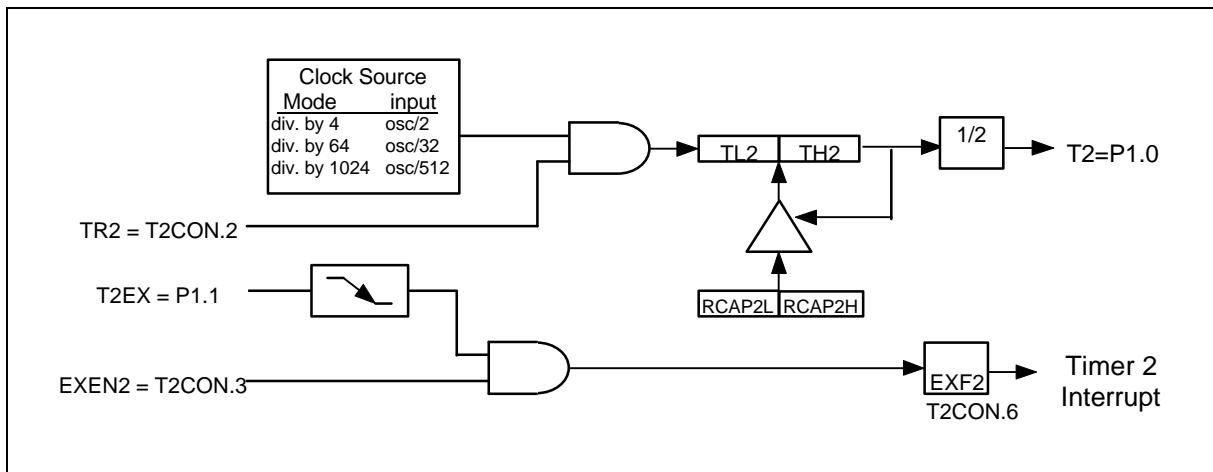 Clock Source
Mode input
div. by 4 osc/2
div. by 64 osc/32
div. by 1024 osc/512
TL2 TH2
1/2
T2=P1.0
TR2 = T2CON.2
T2EX = P1.1
RCAP2L RCAP2H
EXEN2 = T2CON.3
EXF2
T2CON.6
Timer 2
Interrupt